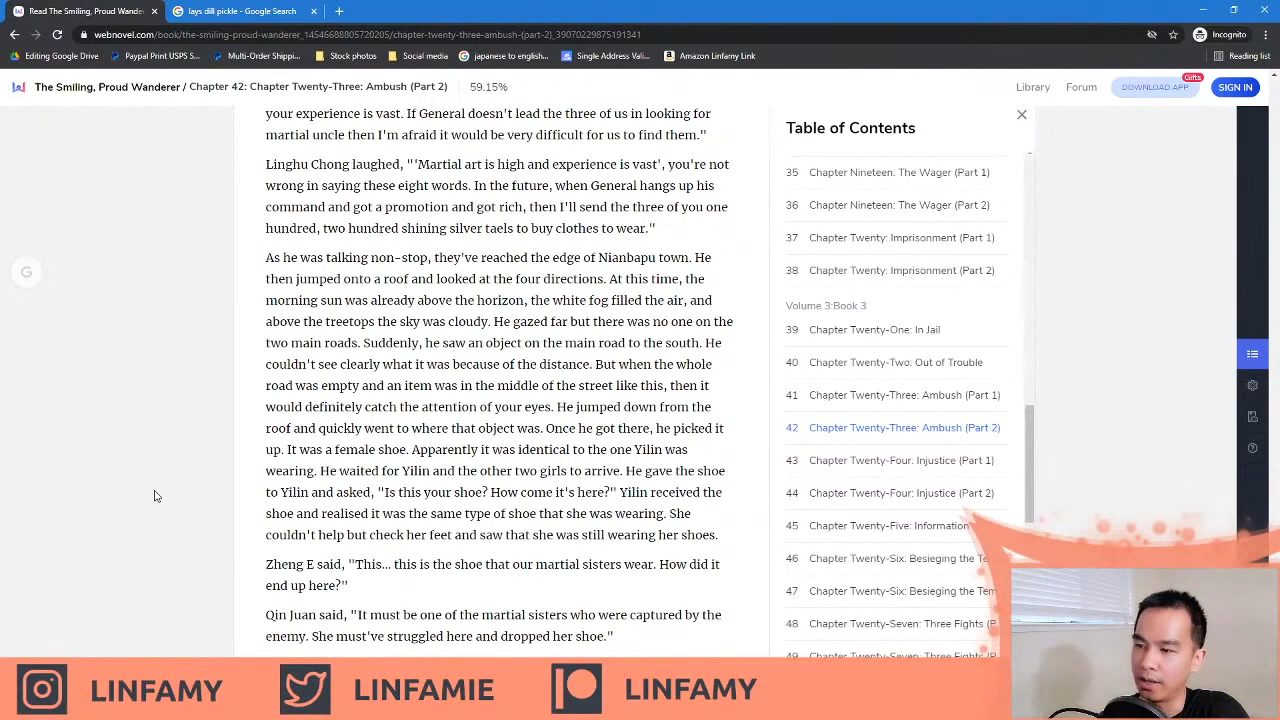 Read The Smiling, Proud Wander
lays dill pickle - Google Search
webnovel.com/book/the-smiling-proud-wanderer_14546688805720205/chapter-twenty-three-ambush-(part-2)_39070229875191341
Incognito
Editing Google Drive
Paypal Print USPS S...
Multi-Order Shippi...
Stock photos
Social media
japanese to english...
Single Address Vali...
Amazon Linfamy Link
Reading list
The Smiling, Proud Wanderer / Chapter 42: Chapter Twenty-Three: Ambush (Part 2)
59.15%
Library
Forum
DOWNLOAD APP
Gifts
SIGN IN
your experience is vast. If General doesn't lead the three of us in looking for
martial uncle then I'm afraid it would be very difficult for us to find them."
Linghu Chong laughed, "'Martial art is high and experience is vast', you're not
wrong in saying these eight words. In the future, when General hangs up his
command and got a promotion and got rich, then I'll send the three of you one
hundred, two hundred shining silver taels to buy clothes to wear."
As he was talking non-stop, they've reached the edge of Nianbapu town. He
then jumped onto a roof and looked at the four directions. At this time, the
morning sun was already above the horizon, the white fog filled the air, and
above the treetops the sky was cloudy. He gazed far but there was no one on the
two main roads. Suddenly, he saw an object on the main road to the south. He
couldn't see clearly what it was because of the distance. But when the whole
road was empty and an item was in the middle of the street like this, then it
would definitely catch the attention of your eyes. He jumped down from the
roof and quickly went to where that object was. Once he got there, he picked it
up. It was a female shoe. Apparently it was identical to the one Yilin was
wearing. He waited for Yilin and the other two girls to arrive. He gave the shoe
to Yilin and asked, "Is this your shoe? How come it's here?" Yilin received the
shoe and realised it was the same type of shoe that she was wearing. She
couldn't help but check her feet and saw that she was still wearing her shoes.
Zheng E said, "This... this is the shoe that our martial sisters wear. How did it
end up here?"
Qin Juan said, "It must be one of the martial sisters who were captured by the
enemy. She must've struggled here and dropped her shoe."
Table of Contents
35 Chapter Nineteen: The Wager (Part 1)
36 Chapter Nineteen: The Wager (Part 2)
37 Chapter Twenty: Imprisonment (Part 1)
38 Chapter Twenty: Imprisonment (Part 2)
Volume 3:Book 3
39 Chapter Twenty-One: In Jail
40 Chapter Twenty-Two: Out of Trouble
41 Chapter Twenty-Three: Ambush (Part 1)
42 Chapter Twenty-Three: Ambush (Part 2)
43 Chapter Twenty-Four: Injustice (Part 1)
44 Chapter Twenty-Four: Injustice (Part 2)
45 Chapter Twenty-Five: Information
46 Chapter Twenty-Six: Besieging the Te
47 Chapter Twenty-Six: Besieging the Tem
48 Chapter Twenty-Seven: Three Fights (P
49 Chapter Twenty-Seven: Three Fights (P
LINFAMY
LINFAMIE
LINFAMY